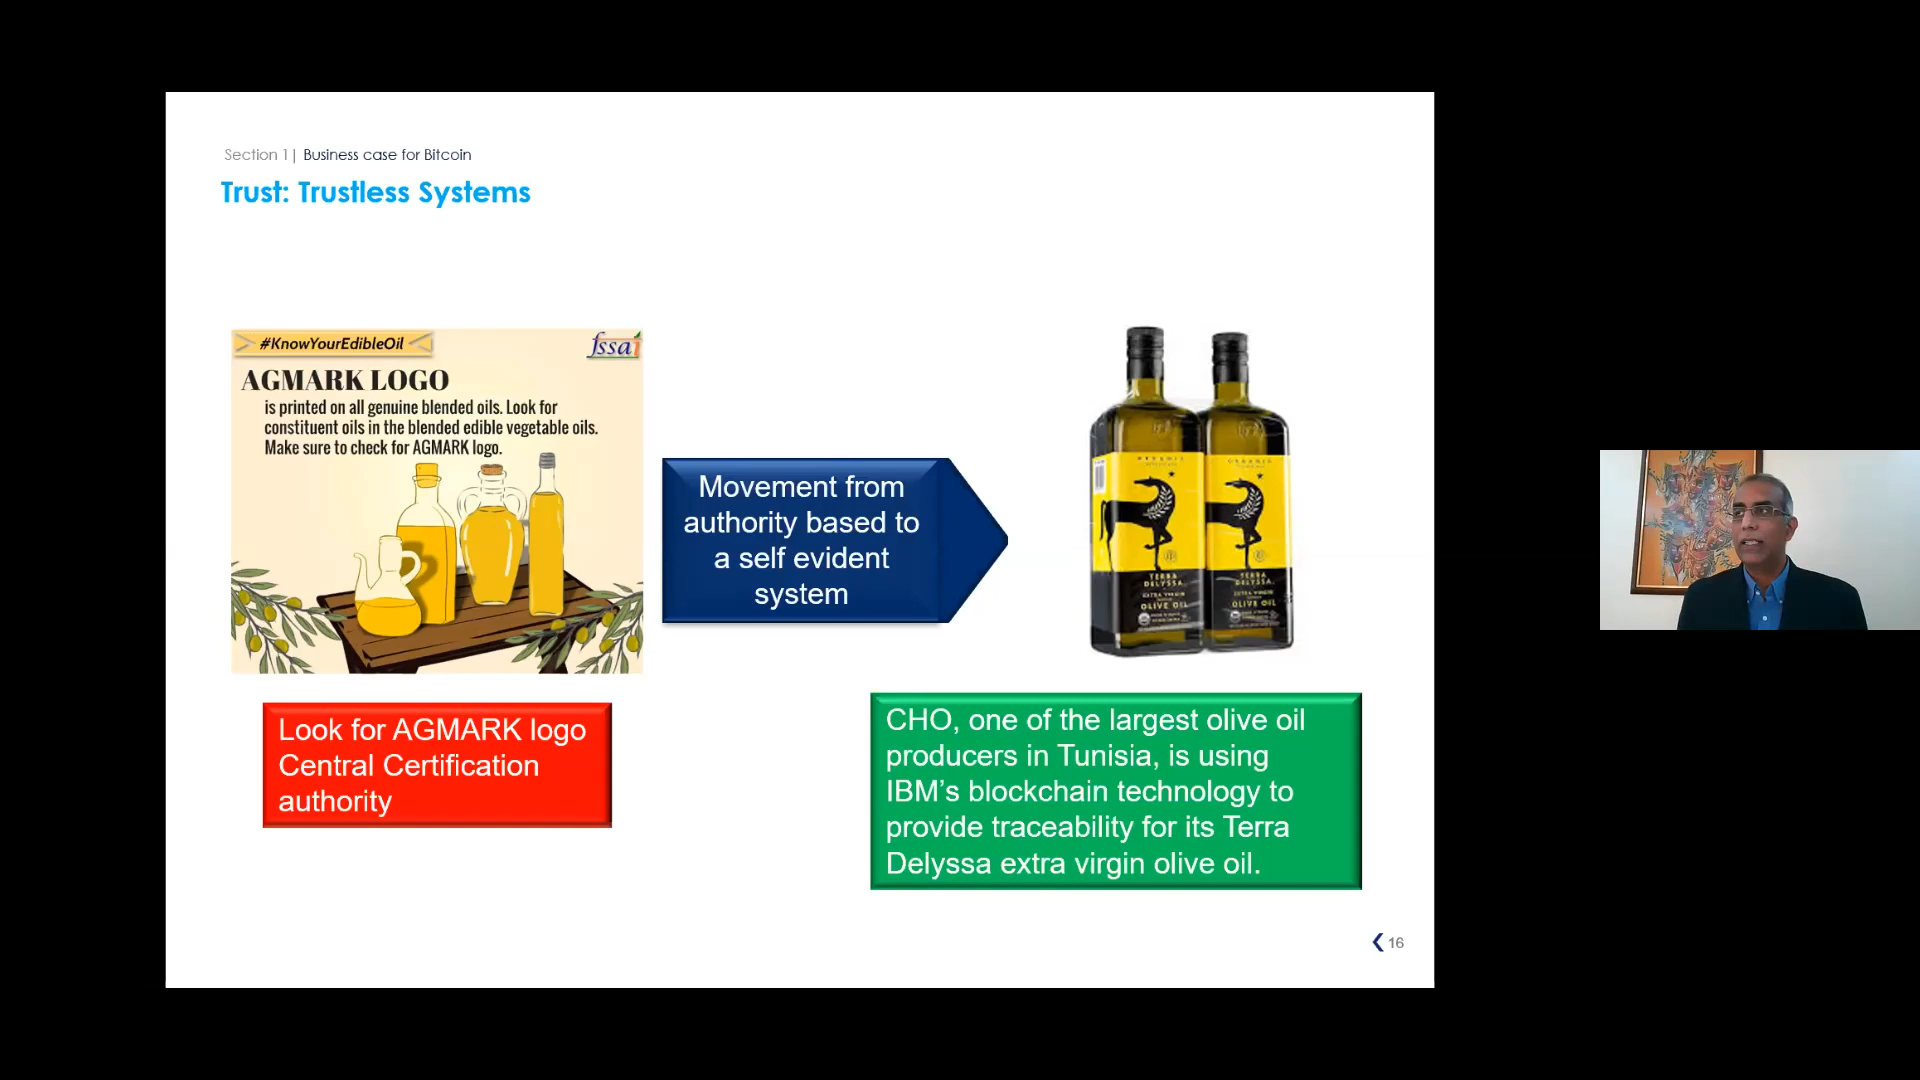 Section 1| Business case for Bitcoin
Trust: Trustless Systems
#KnowYourEdibleOil
fssai
AGMARK LOGO
is printed on all genuine blended oils. Look for
constituent oils in the blended edible vegetable oils.
Make sure to check for AGMARK logo.
Movement from
authority based to
a self evident
system
TERRA
DELYSSA
EXTRA VIRGIN
OLIVE OIL
TERRA
DELYSSA
EXTRA VIRGIN
OLIVE OIL
Look for AGMARK logo
Central Certification
authority
CHO, one of the largest olive oil
producers in Tunisia, is using
IBM’s blockchain technology to
provide traceability for its Terra
Delyssa extra virgin olive oil.
16